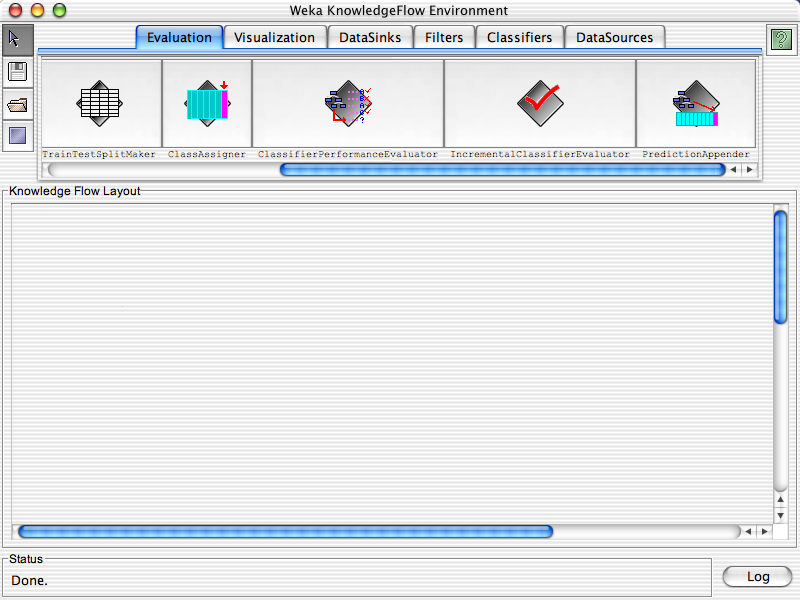 Weka KnowledgeFlow Environment
Evaluation Visualization DataSinks Filters Classifiers DataSources
TrainTestSplitMaker ClassAssigner ClassifierPerformanceEvaluator IncrementalClassifierEvaluator PredictionAppender
Knowledge Flow Layout
Status
Done.
Log